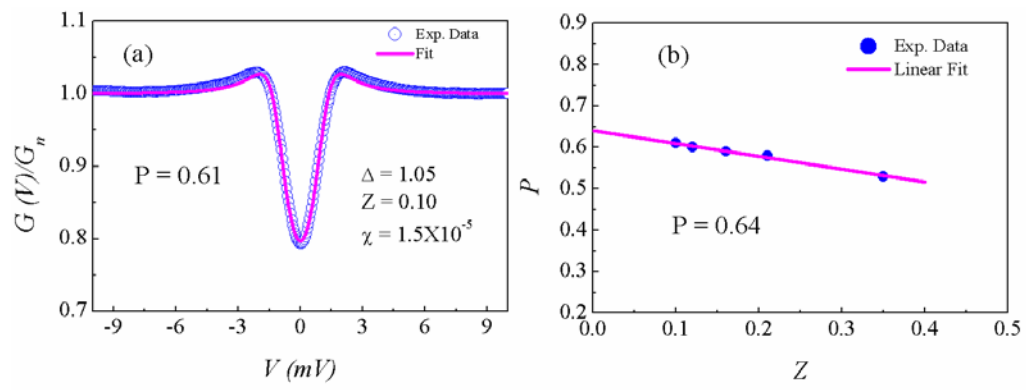 1.1
1.0
0.9
0.8
0.7
G (V)/Gn
(a)
Exp. Data
Fit
P = 0.61
Δ = 1.05
Z = 0.10
χ = 1.5X10-5
-9 -6 -3 0 3 6 9
V (mV)
0.9
0.8
0.7
0.6
0.5
0.4
0.3
0.2
P
(b)
Exp. Data
Linear Fit
P = 0.64
0.0 0.1 0.2 0.3 0.4 0.5
Z